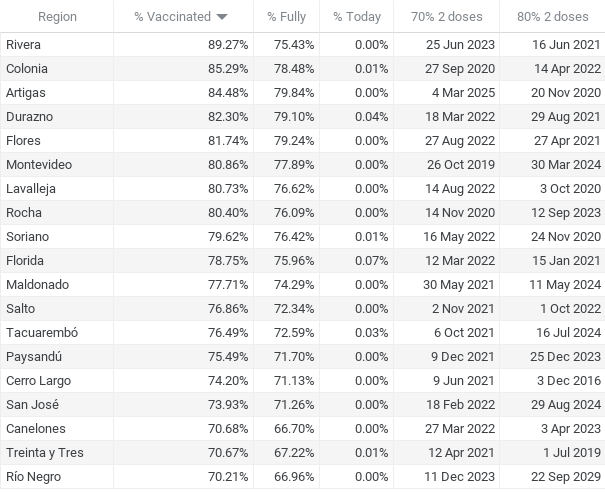 Region % Vaccinated % Fully % Today 70% 2 doses 80% 2 doses
Rivera 89.27% 75.43% 0.00% 25 Jun 2023 16 Jun 2021
Colonia 85.29% 78.48% 0.01% 27 Sep 2020 14 Apr 2022
Artigas 84.48% 79.84% 0.00% 4 Mar 2025 20 Nov 2020
Durazno 82.30% 79.10% 0.04% 18 Mar 2022 29 Aug 2021
Flores 81.74% 79.24% 0.00% 27 Aug 2022 27 Apr 2021
Montevideo 80.86% 77.89% 0.00% 26 Oct 2019 30 Mar 2024
Lavalleja 80.73% 76.62% 0.00% 14 Aug 2022 3 Oct 2020
Rocha 80.40% 76.09% 0.00% 14 Nov 2020 12 Sep 2023
Soriano 79.62% 76.42% 0.01% 16 May 2022 24 Nov 2020
Florida 78.75% 75.96% 0.07% 12 Mar 2022 15 Jan 2021
Maldonado 77.71% 74.29% 0.00% 30 May 2021 11 May 2024
Salto 76.86% 72.34% 0.00% 2 Nov 2021 1 Oct 2022
Tacuarembó 76.49% 72.59% 0.03% 6 Oct 2021 16 Jul 2024
Paysandú 75.49% 71.70% 0.00% 9 Dec 2021 25 Dec 2023
Cerro Largo 74.20% 71.13% 0.00% 9 Jun 2021 3 Dec 2016
San José 73.93% 71.26% 0.00% 18 Feb 2022 29 Aug 2024
Canelones 70.68% 66.70% 0.00% 27 Mar 2022 3 Apr 2023
Treinta y Tres 70.67% 67.22% 0.01% 12 Apr 2021 1 Jul 2019
Río Negro 70.21% 66.96% 0.00% 11 Dec 2023 22 Sep 2029